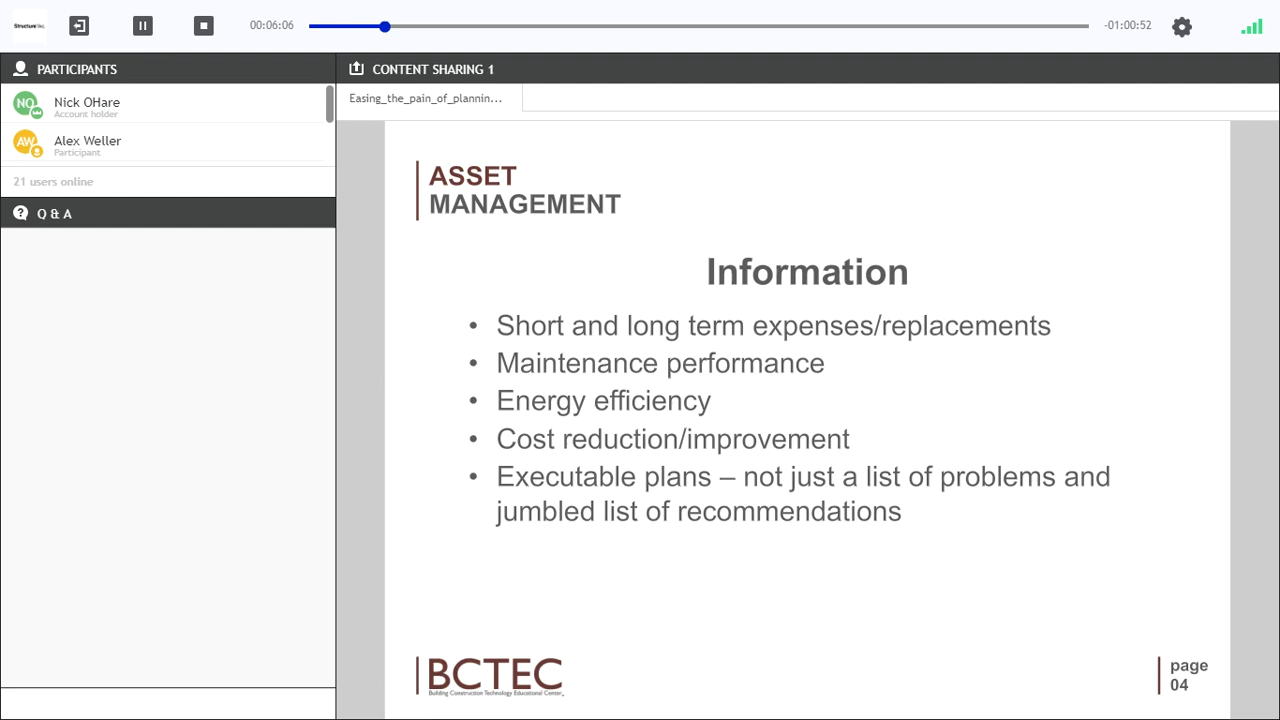 00:06:06
-01:00:52
PARTICIPANTS
NO
Nick OHare
Account holder
AW
Alex Weller
Participant
21 users online
Q & A
CONTENT SHARING 1
Easing_the_pain_of_plannin...
ASSET
MANAGEMENT
Information
• Short and long term expenses/replacements
• Maintenance performance
• Energy efficiency
• Cost reduction/improvement
• Executable plans – not just a list of problems and
jumbled list of recommendations
BCTEC
Building Construction Technology Educational Center
page
04